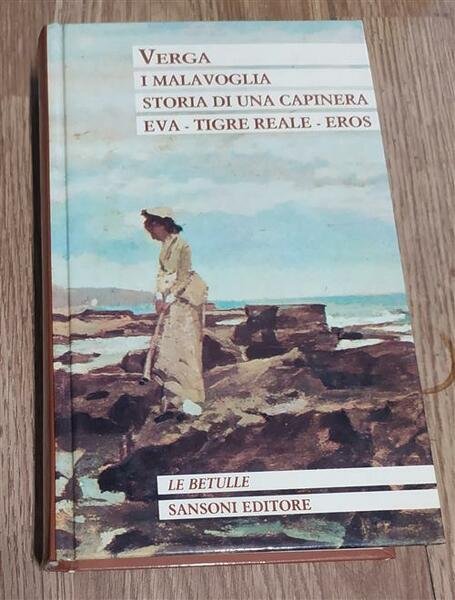 VERGA
I MALAVOGLIA
STORIA DI UNA CAPINERA
EVA - TIGRE REALE - EROS
LE BETULLE
SANSONI EDITORE